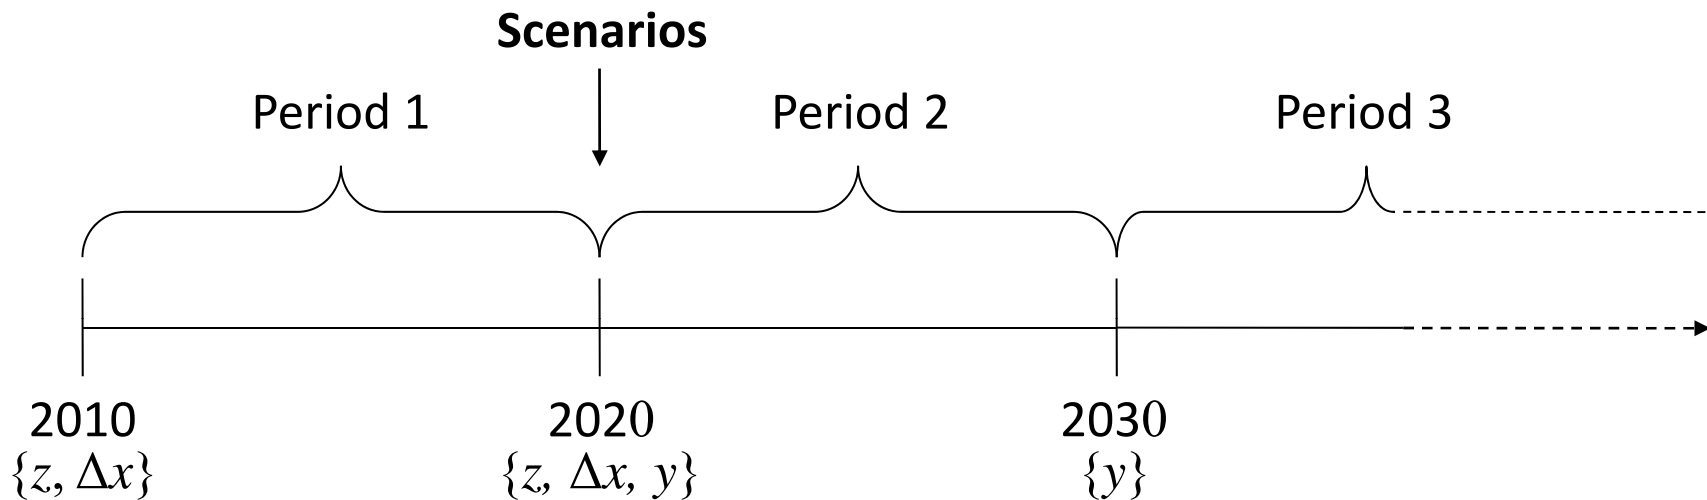 Scenarios
Period 1
Period 2
Period 3
2010
2020
2030
{z, Δx}
{z, Δx, y}
{y}